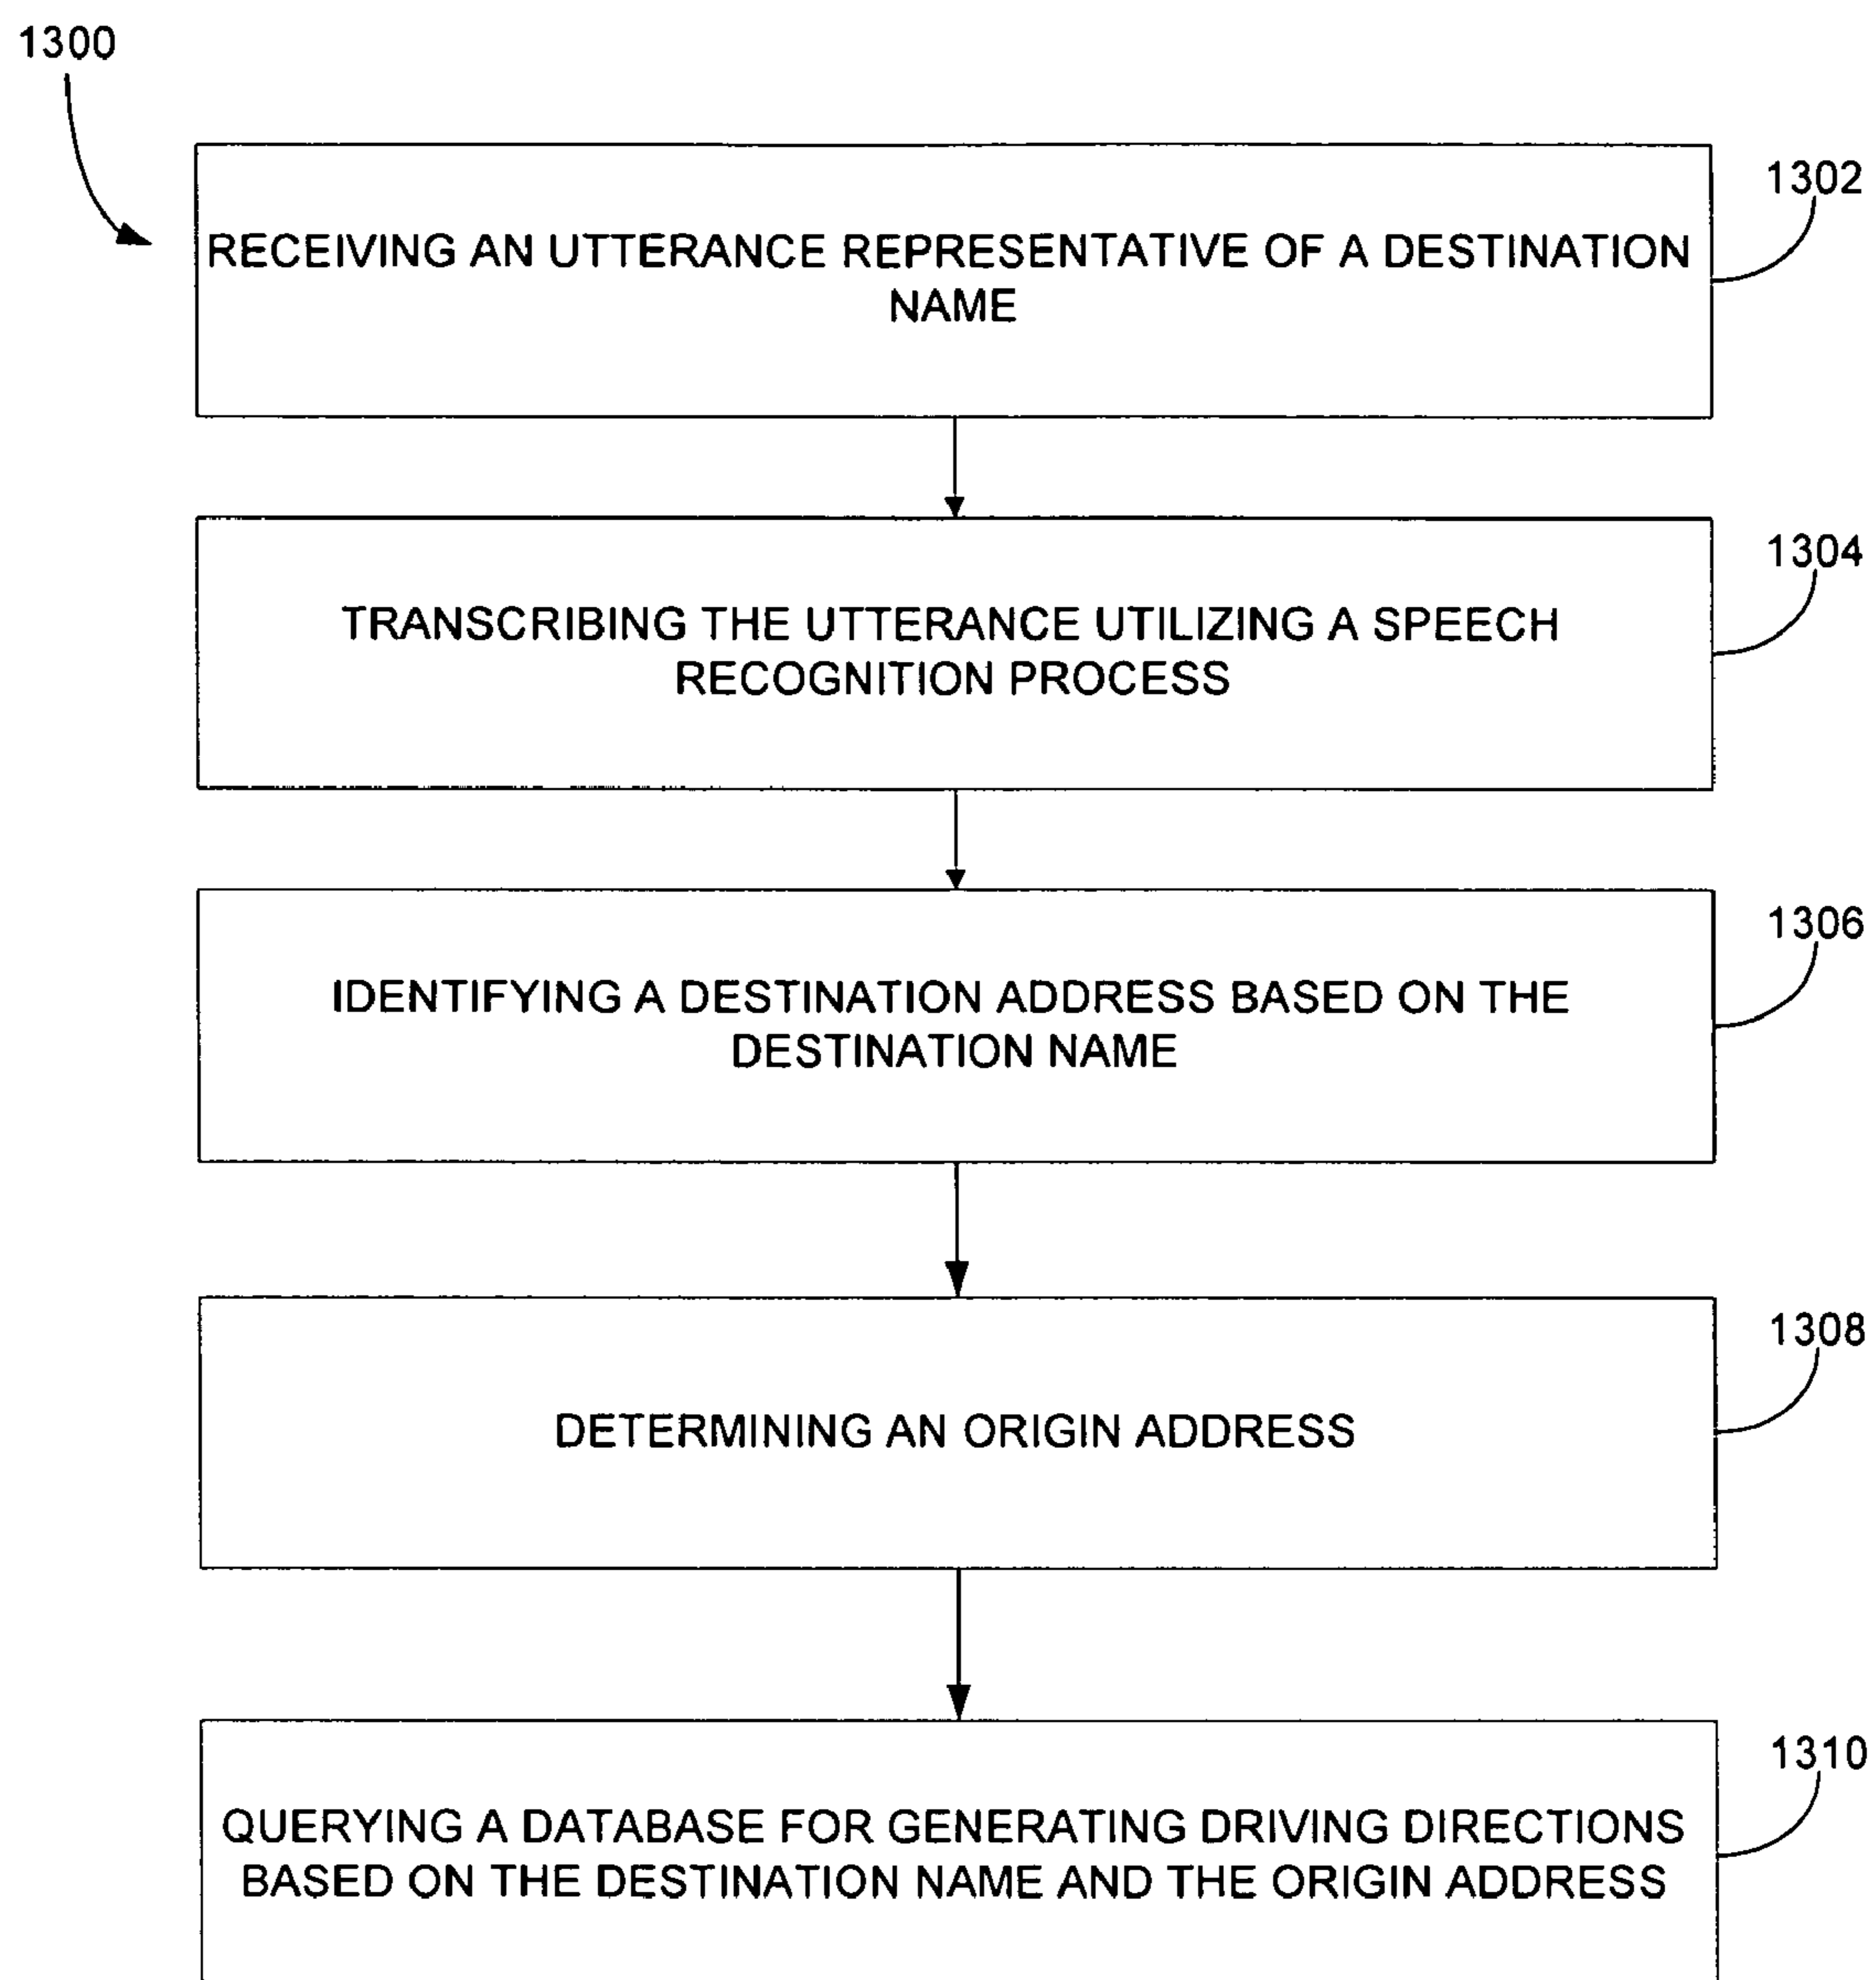 1300
1302
RECEIVING AN UTTERANCE REPRESENTATIVE OF A DESTINATION
NAME
1304
TRANSCRIBING THE UTTERANCE UTILIZING A SPEECH
RECOGNITION PROCESS
1306
IDENTIFYING A DESTINATION ADDRESS BASED ON THE
DESTINATION NAME
1308
DETERMINING AN ORIGIN ADDRESS
1310
QUERYING A DATABASE FOR GENERATING DRIVING DIRECTIONS
BASED ON THE DESTINATION NAME AND THE ORIGIN ADDRESS